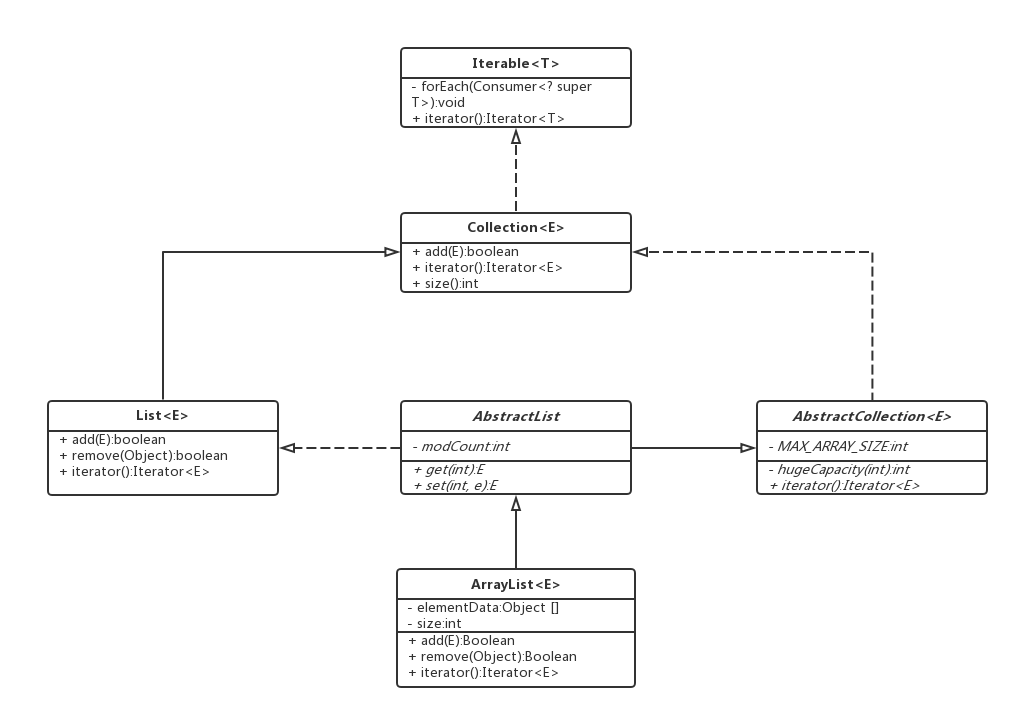 Iterable<T>
- forEach(Consumer<? super
T>):void
+ iterator():Iterator<T>
Collection<E>
+ add(E):boolean
+ iterator():Iterator<E>
+ size():int
List<E>
+ add(E):boolean
+ remove(Object):boolean
+ iterator():Iterator<E>
AbstractList
- modCount:int
+ get(int):E
+ set(int, e):E
AbstractCollection<E>
- MAX_ARRAY_SIZE:int
- hugeCapacity(int):int
+ iterator():Iterator<E>
ArrayList<E>
- elementData:Object []
- size:int
+ add(E):Boolean
+ remove(Object):Boolean
+ iterator():Iterator<E>